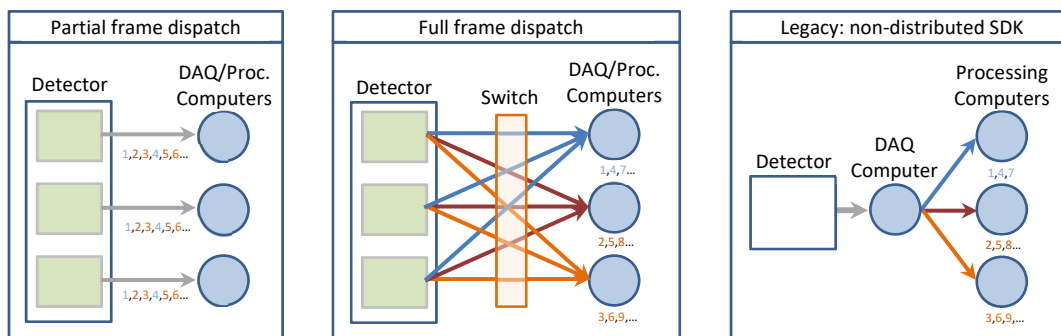 Partial frame dispatch
Detector
DAQ/Proc.
Computers
1,2,3,4,5,6...
1,2,3,4,5,6...
1,2,3,4,5,6...
Full frame dispatch
Detector
Switch
DAQ/Proc.
Computers
1,4,7...
2,5,8...
3,6,9,...
Legacy: non-distributed SDK
Detector
DAQ
Computer
Processing
Computers
1,4,7
2,5,8...
3,6,9,...